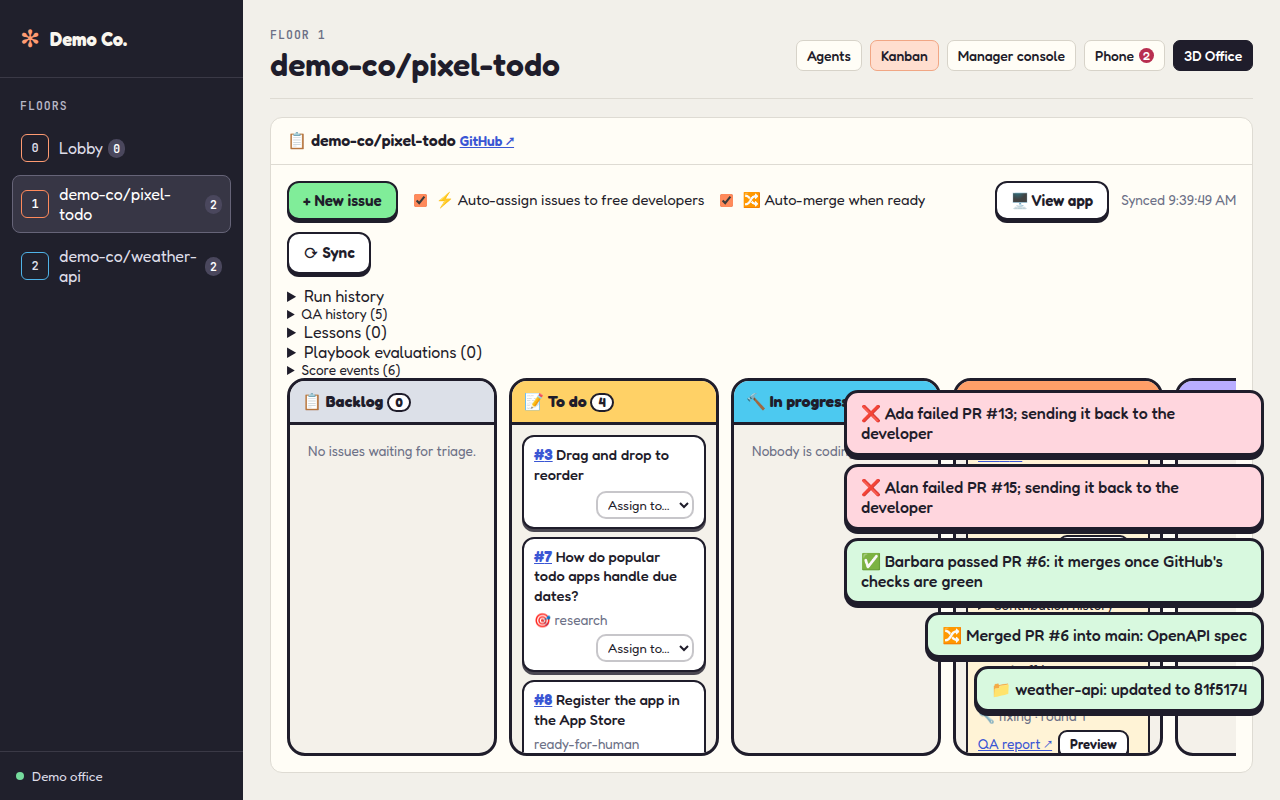 Demo Co.
FLOORS
0 Lobby 0
1 demo-co/pixel-
todo 2
2 demo-co/weather-
api 2
Demo office
FLOOR 1
demo-co/pixel-todo
Agents
Kanban
Manager console
Phone 2
3D Office
📋 demo-co/pixel-todo GitHub ↗
+ New issue
⚡ Auto-assign issues to free developers
🔀 Auto-merge when ready
🖥️ View app
Synced 9:39:49 AM
⟳ Sync
▶ Run history
▶ QA history (5)
▶ Lessons (0)
▶ Playbook evaluations (0)
▶ Score events (6)
📋 Backlog 0
No issues waiting for triage.
📝 To do 4
#3 Drag and drop to
reorder
Assign to...
#7 How do popular
todo apps handle due
dates?
🎯 research
Assign to...
#8 Register the app in
the App Store
ready-for-human
🔨 In progress
Nobody is coding
❌ Ada failed PR #13; sending it back to the
developer
❌ Alan failed PR #15; sending it back to the
developer
✅ Barbara passed PR #6: it merges once GitHub's
checks are green
Contribution history
🔀 Merged PR #6 into main: OpenAPI spec
📁 weather-api: updated to 81f5174
🔧 fixing · round 1
QA report ↗
Preview